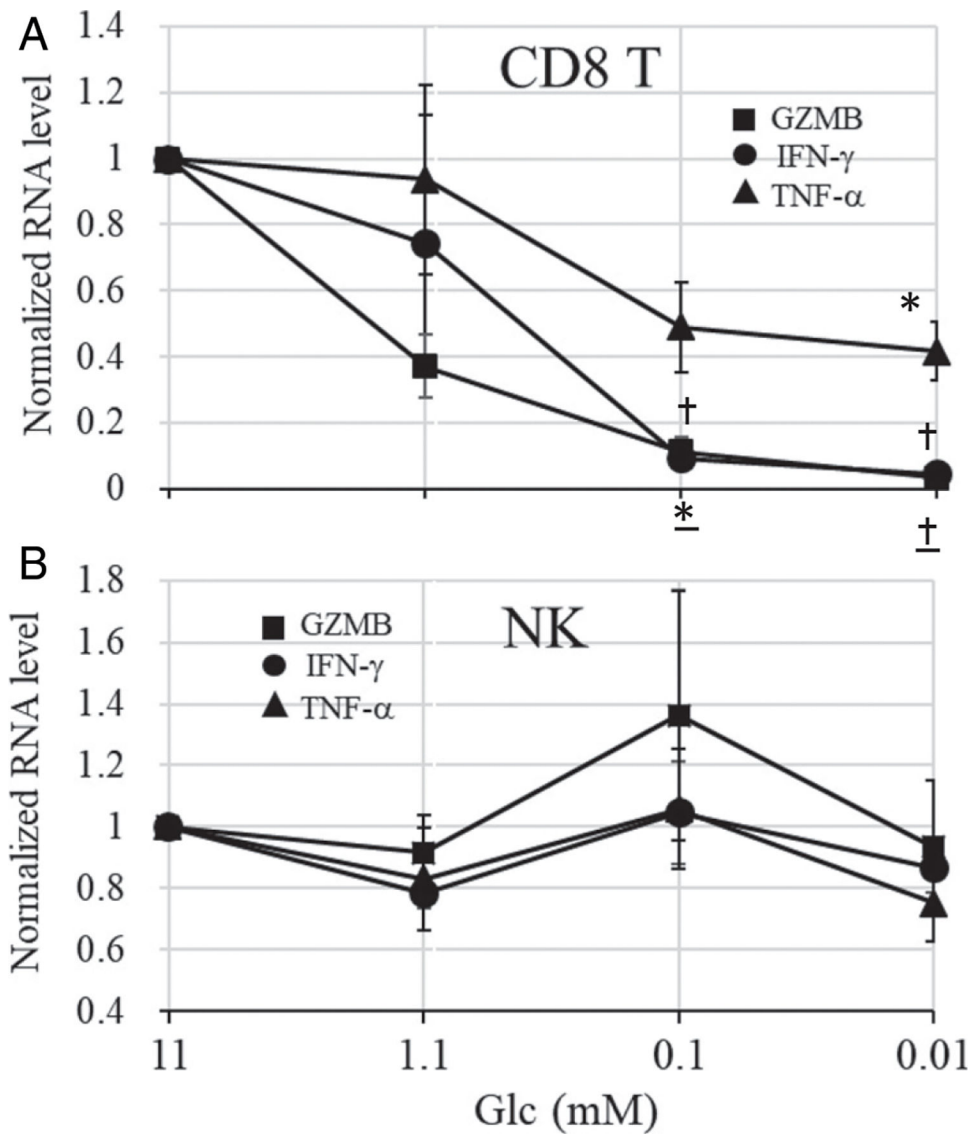 A
CD8 T
Normalized RNA level
1.4
1.2
1
0.8
0.6
0.4
0.2
0
GZMB
IFN-γ
TNF-α
*
†
†
*
†
B
NK
Normalized RNA level
1.8
1.6
1.4
1.2
1
0.8
0.6
0.4
GZMB
IFN-γ
TNF-α
11 1.1 0.1 0.01
Glc (mM)